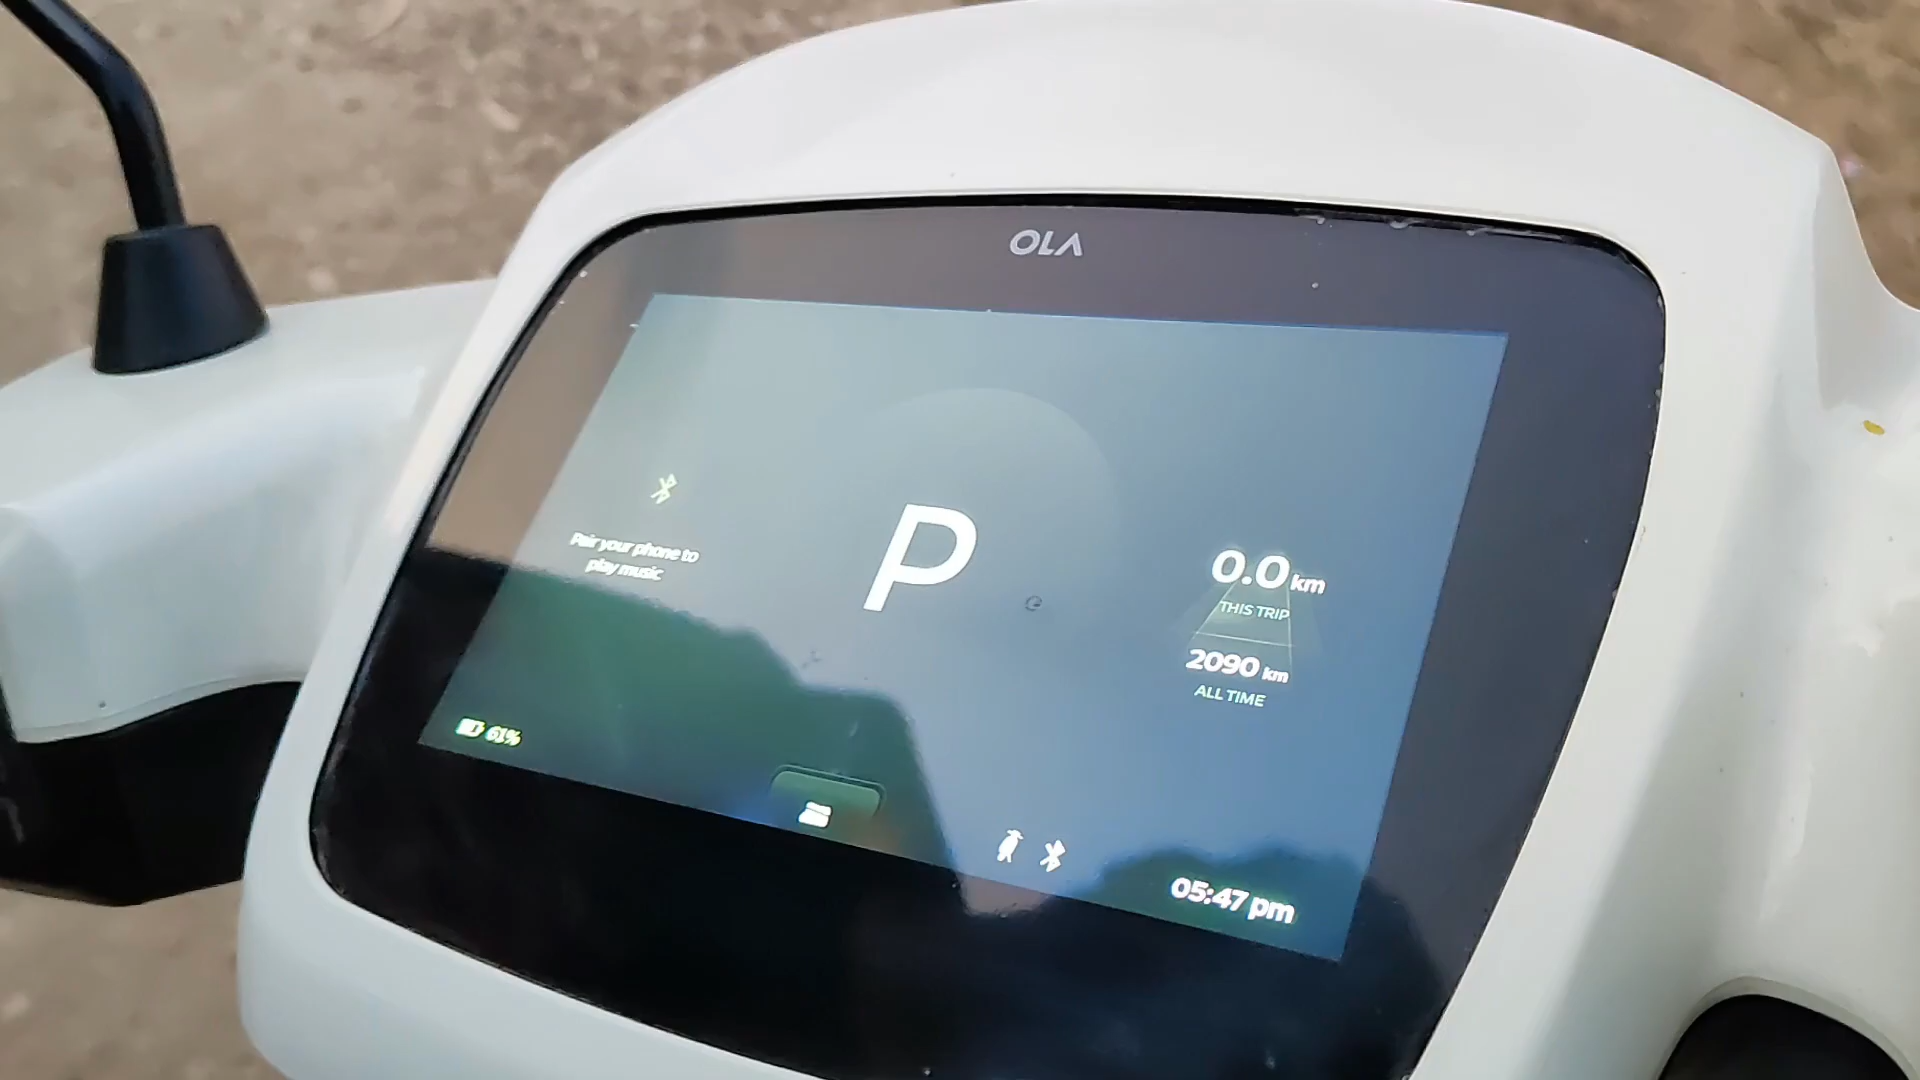 OLA
Pair your phone to
play music
P
0.0 km
THIS TRIP
2090 km
ALL TIME
61%
05:47 pm